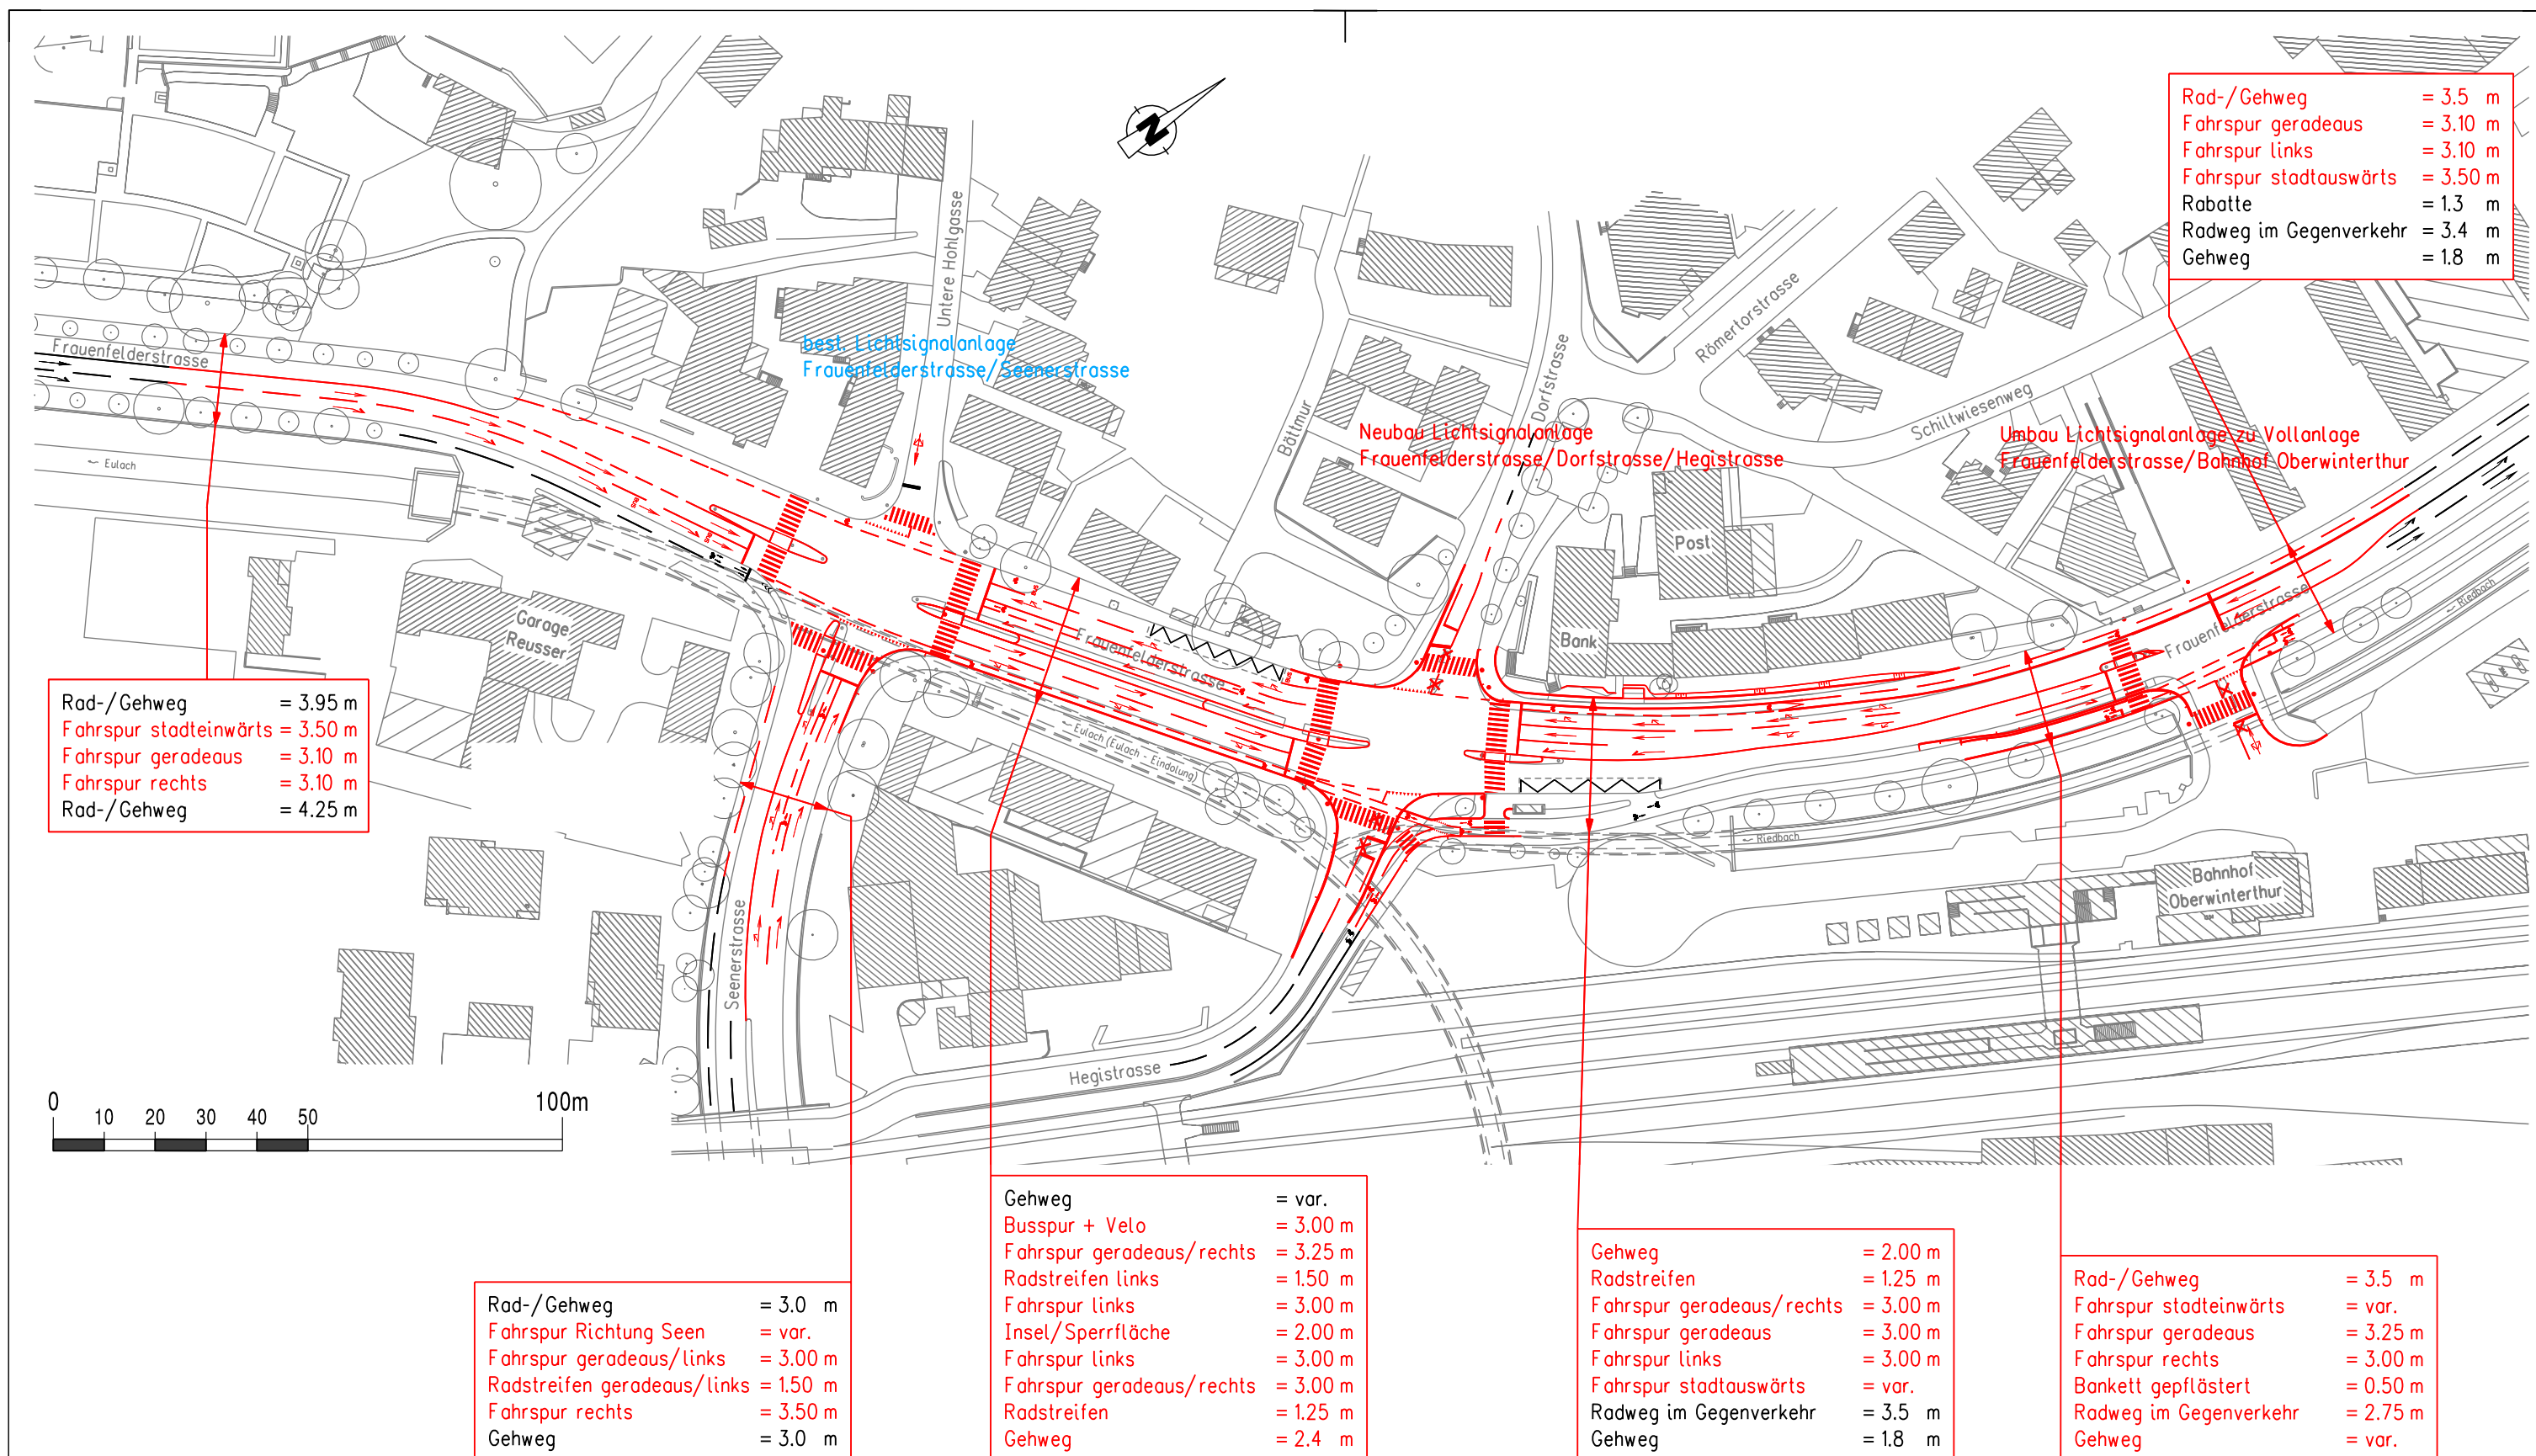 N
Rad-/Gehweg = 3.5 m
Fahrspur geradeaus = 3.10 m
Fahrspur links = 3.10 m
Fahrspur stadtauswärts = 3.50 m
Rabatte = 1.3 m
Radweg im Gegenverkehr = 3.4 m
Gehweg = 1.8 m
Untere Hohlgasse
Römertorstrasse
Dorfstrasse
Schiltwiesenweg
Bättmur
Frauenfelderstrasse
best. Lichtsignalanlage
Frauenfelderstrasse/Seenerstrasse
Neubau Lichtsignalanlage
Frauenfelderstrasse/Dorfstrasse/Hegistrasse
Umbau Lichtsignalanlage zu Vollanlage
Frauenfelderstrasse/Bahnhof Oberwinterthur
Eulach
Post
Bank
Garage
Reusser
Frauenfelderstrasse
Frauenfelderstrasse
Riedbach
Eulach (Eulach - Eindolung)
Riedbach
Bahnhof
Oberwinterthur
Seenerstrasse
Hegistrasse
Rad-/Gehweg = 3.95 m
Fahrspur stadteinwärts = 3.50 m
Fahrspur geradeaus = 3.10 m
Fahrspur rechts = 3.10 m
Rad-/Gehweg = 4.25 m
0 10 20 30 40 50 100m
Rad-/Gehweg = 3.0 m
Fahrspur Richtung Seen = var.
Fahrspur geradeaus/links = 3.00 m
Radstreifen geradeaus/links = 1.50 m
Fahrspur rechts = 3.50 m
Gehweg = 3.0 m
Gehweg = var.
Busspur + Velo = 3.00 m
Fahrspur geradeaus/rechts = 3.25 m
Radstreifen links = 1.50 m
Fahrspur links = 3.00 m
Insel/Sperrfläche = 2.00 m
Fahrspur links = 3.00 m
Fahrspur geradeaus/rechts = 3.00 m
Radstreifen = 1.25 m
Gehweg = 2.4 m
Gehweg = 2.00 m
Radstreifen = 1.25 m
Fahrspur geradeaus/rechts = 3.00 m
Fahrspur geradeaus = 3.00 m
Fahrspur links = 3.00 m
Fahrspur stadtauswärts = var.
Radweg im Gegenverkehr = 3.5 m
Gehweg = 1.8 m
Rad-/Gehweg = 3.5 m
Fahrspur stadteinwärts = var.
Fahrspur geradeaus = 3.25 m
Fahrspur rechts = 3.00 m
Bankett gepflästert = 0.50 m
Radweg im Gegenverkehr = 2.75 m
Gehweg = var.